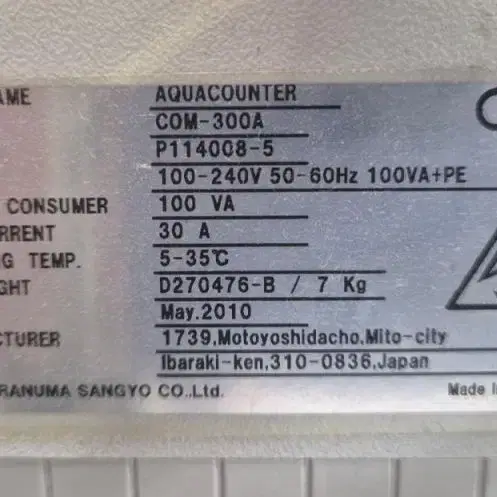 AME AQUACOUNTER
COM-300A
P114008-5
100-240V 50-60Hz 100VA+PE
CONSUMER 100 VA
RRENT 30 A
G TEMP. 5-35℃
GHT D270476-B / 7 Kg
May.2010
CTURER 1739,Motoyoshidacho,Mito-city
Ibaraki-ken,310-0836,Japan
RANUMA SANGYO CO.,Ltd. Made I